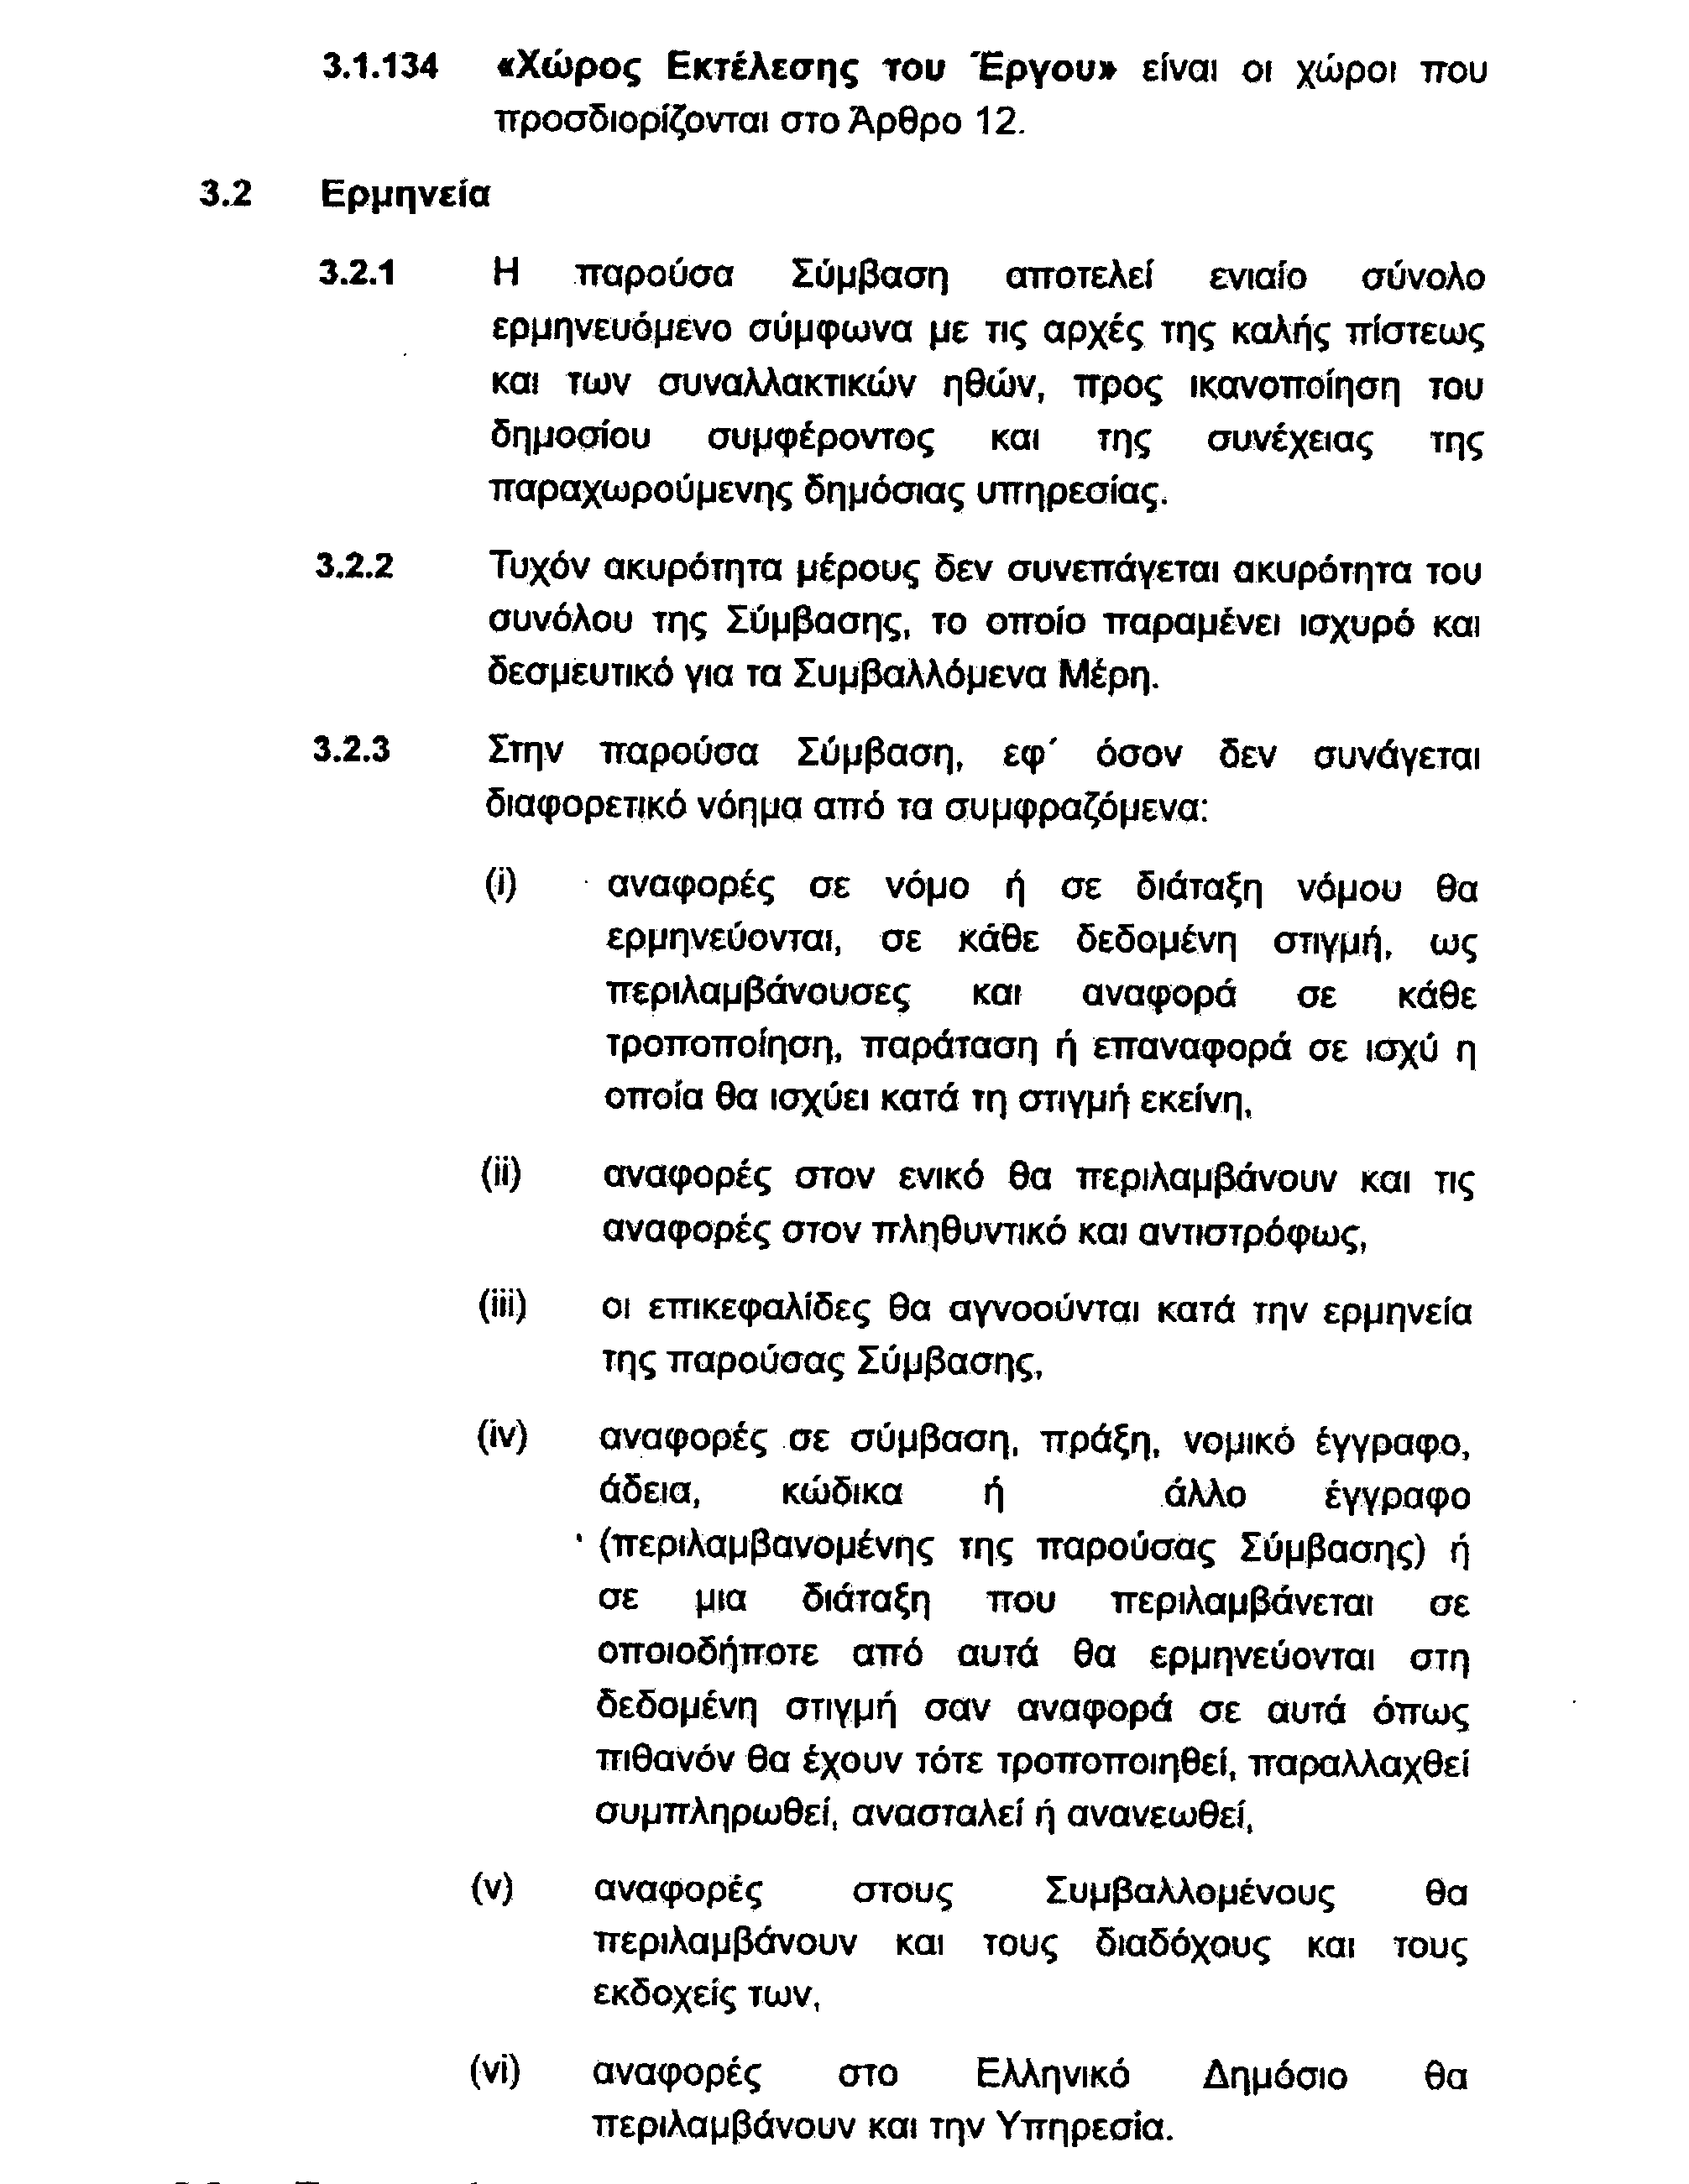 3.1.134 «Χώρος Εκτέλεσης του Έργου» είναι οι χώροι που
προσδιορίζονται στο Άρθρο 12.
3.2 Ερμηνεία
3.2.1 Η παρούσα Σύμβαση αποτελεί ενιαίο σύνολο
ερμηνευόμενο σύμφωνα με τις αρχές της καλής πίστεως
και των συναλλακτικών ηθών, προς ικανοποίηση του
δημοσίου συμφέροντος και της συνέχειας της
παραχωρούμενης δημόσιας υπηρεσίας.
3.2.2 Τυχόν ακυρότητα μέρους δεν συνεπάγεται ακυρότητα του
συνόλου της Σύμβασης, το οποίο παραμένει ισχυρό και
δεσμευτικό για τα Συμβαλλόμενα Μέρη.
3.2.3 Στην παρούσα Σύμβαση, εφ΄ όσον δεν συνάγεται
διαφορετικό νόημα από τα συμφραζόμενα:
(i) αναφορές σε νόμο ή σε διάταξη νόμου θα
ερμηνεύονται, σε κάθε δεδομένη στιγμή, ως
περιλαμβάνουσες και αναφορά σε κάθε
τροποποίηση, παράταση ή επαναφορά σε ισχύ η
οποία θα ισχύει κατά τη στιγμή εκείνη,
(ii) αναφορές στον ενικό θα περιλαμβάνουν και τις
αναφορές στον πληθυντικό και αντιστρόφως,
(iii) οι επικεφαλίδες θα αγνοούνται κατά την ερμηνεία
της παρούσας Σύμβασης,
(iv) αναφορές σε σύμβαση, πράξη, νομικό έγγραφο,
άδεια, κώδικα ή άλλο έγγραφο
(περιλαμβανομένης της παρούσας Σύμβασης) ή
σε μια διάταξη που περιλαμβάνεται σε
οποιοδήποτε από αυτά θα ερμηνεύονται στη
δεδομένη στιγμή σαν αναφορά σε αυτά όπως
πιθανόν θα έχουν τότε τροποποιηθεί, παραλλαχθεί
συμπληρωθεί, ανασταλεί ή ανανεωθεί,
(v) αναφορές στους Συμβαλλομένους θα
περιλαμβάνουν και τους διαδόχους και τους
εκδοχείς των,
(vi) αναφορές στο Ελληνικό Δημόσιο θα
περιλαμβάνουν και την Υπηρεσία.